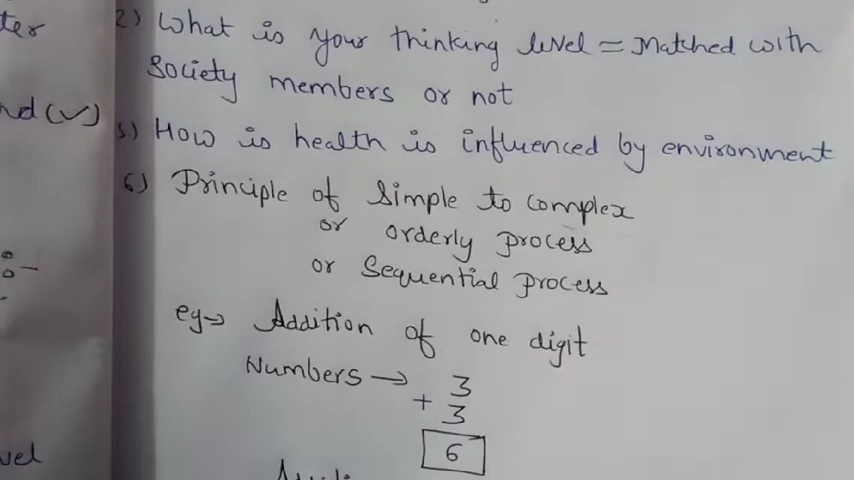 ter
nd(✓)
vel
2) What is your thinking level = Matched with
Society members or not
3) How is health is influenced by environment
6) Principle of Simple to complex
or orderly process
or Sequential process
eg→ Addition of one digit
Numbers → 3
+ 3
6